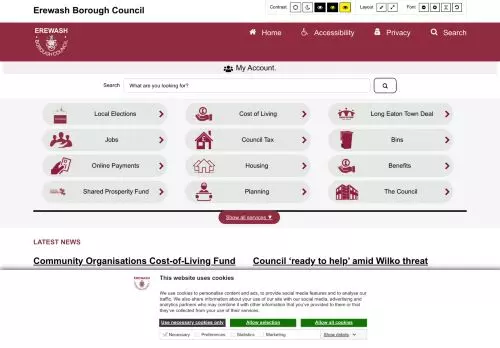 Erewash Borough Council
Contrast
Layout
Font
EREWASH
BOROUGH COUNCIL
Home
Accessibility
Privacy
Search
My Account.
Search
What are you looking for?
Local Elections
Cost of Living
Long Eaton Town Deal
Jobs
Council Tax
Bins
Online Payments
Housing
Benefits
Shared Prosperity Fund
Planning
The Council
Show all services ▼
LATEST NEWS
Community Organisations Cost-of-Living Fund
Council ‘ready to help’ amid Wilko threat
EREWASH
BOROUGH COUNCIL
This website uses cookies
We use cookies to personalise content and ads, to provide social media features and to analyse our
traffic. We also share information about your use of our site with our social media, advertising and
analytics partners who may combine it with other information that you've provided to them or that
they've collected from your use of their services.
Use necessary cookies only
Allow selection
Allow all cookies
Necessary
Preferences
Statistics
Marketing
Show details